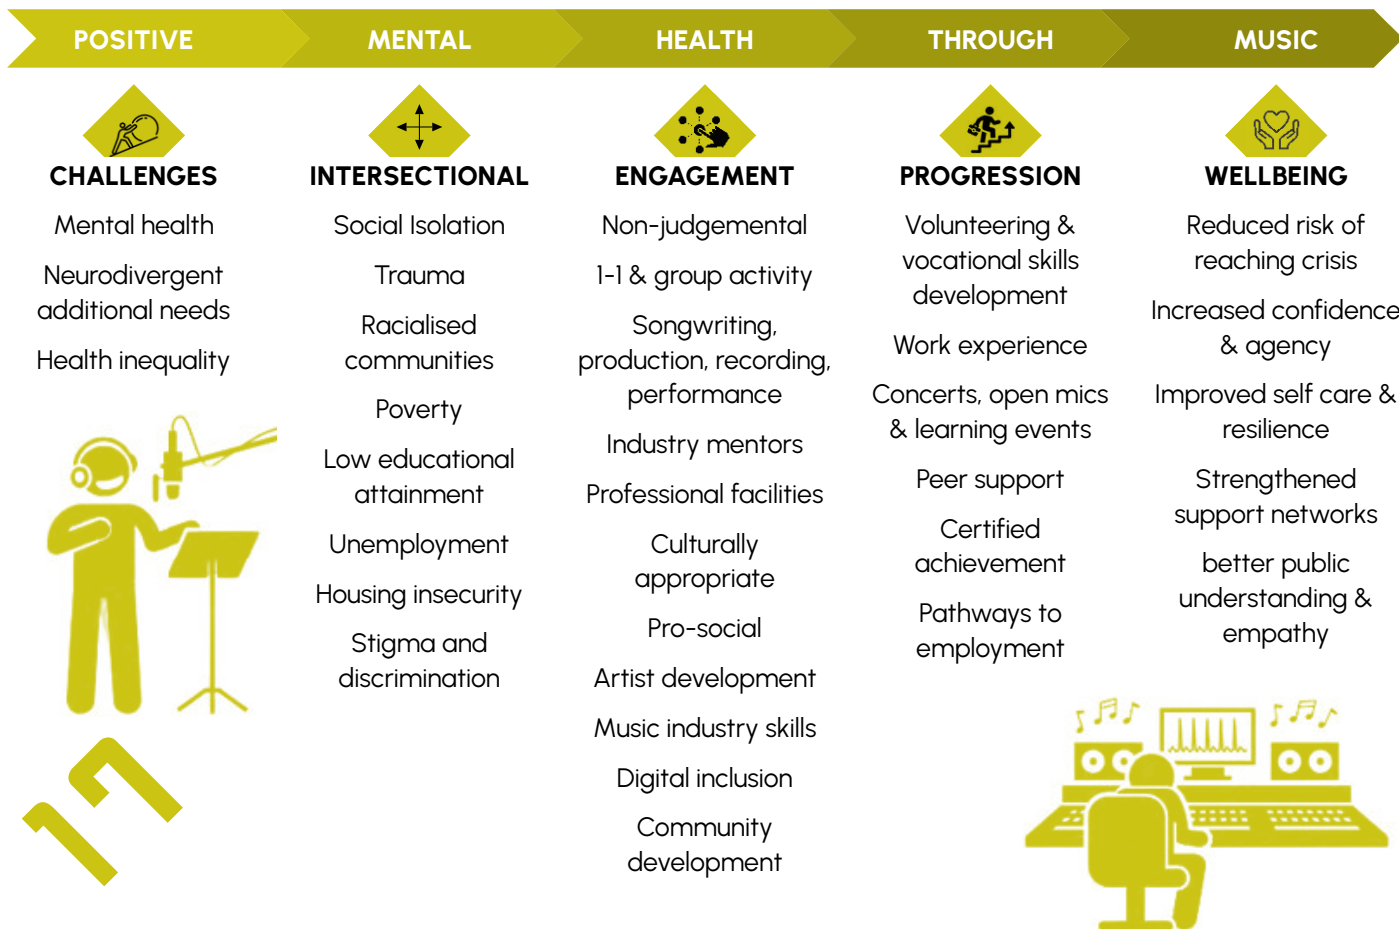 POSITIVE MENTAL HEALTH THROUGH MUSIC
CHALLENGES
Mental health
Neurodivergent
additional needs
Health inequality
INTERSECTIONAL
Social Isolation
Trauma
Racialised
communities
Poverty
Low educational
attainment
Unemployment
Housing insecurity
Stigma and
discrimination
ENGAGEMENT
Non-judgemental
1-1 & group activity
Songwriting,
production, recording,
performance
Industry mentors
Professional facilities
Culturally
appropriate
Pro-social
Artist development
Music industry skills
Digital inclusion
Community
development
PROGRESSION
Volunteering &
vocational skills
development
Work experience
Concerts, open mics
& learning events
Peer support
Certified
achievement
Pathways to
employment
WELLBEING
Reduced risk of
reaching crisis
Increased confidence
& agency
Improved self care &
resilience
Strengthened
support networks
better public
understanding &
empathy
17